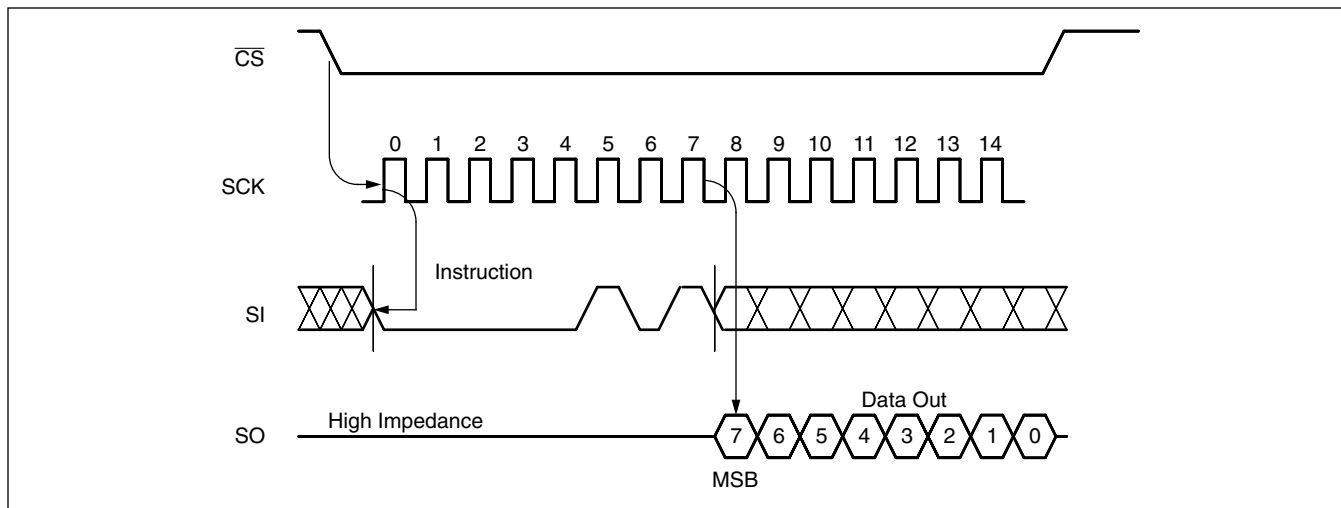 CS
0 1 2 3 4 5 6 7 8 9 10 11 12 13 14
SCK
Instruction
SI
Data Out
High Impedance
SO
7 6 5 4 3 2 1 0
MSB